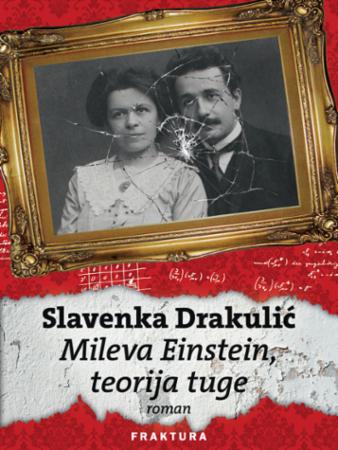 Slavenka Drakulić
Mileva Einstein,
teorija tuge
roman
FRAKTURA